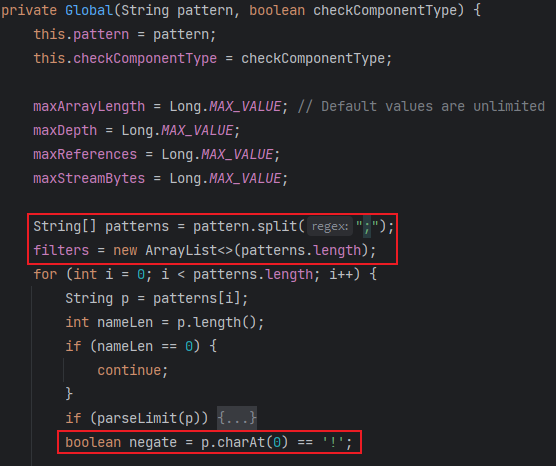 private Global(String pattern, boolean checkComponentType) {
this.pattern = pattern;
this.checkComponentType = checkComponentType;
maxArrayLength = Long.MAX_VALUE; // Default values are unlimited
maxDepth = Long.MAX_VALUE;
maxReferences = Long.MAX_VALUE;
maxStreamBytes = Long.MAX_VALUE;
String[] patterns = pattern.split( regex: ";");
filters = new ArrayList<>(patterns.length);
for (int i = 0; i < patterns.length; i++) {
String p = patterns[i];
int nameLen = p.length();
if (nameLen == 0) {
continue;
}
if (parseLimit(p)) {...}
boolean negate = p.charAt(0) == '!';